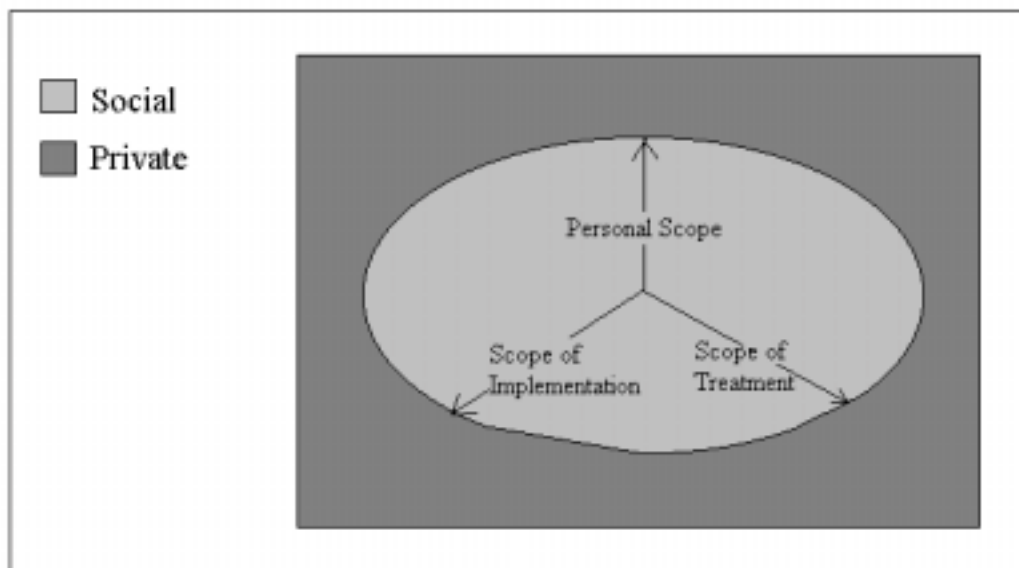 Social
Private
Personal Scope
Scope of
Implementation
Scope of
Treatment